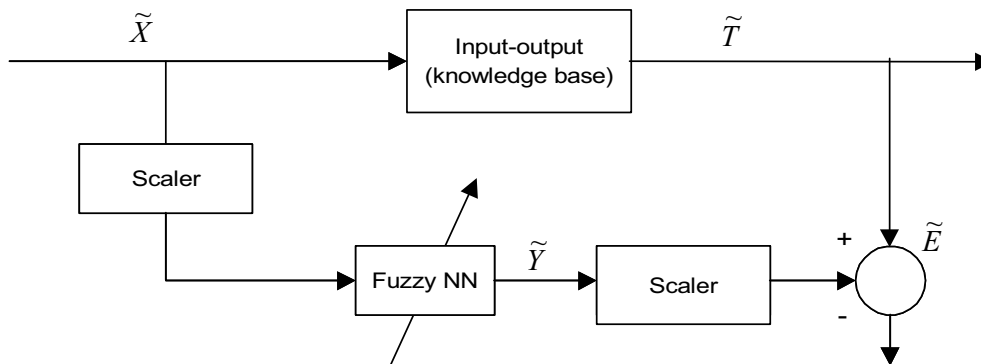 X̃
Input-output
(knowledge base)
T̃
Scaler
Fuzzy NN
Ỹ
Scaler
+
Ẽ
-